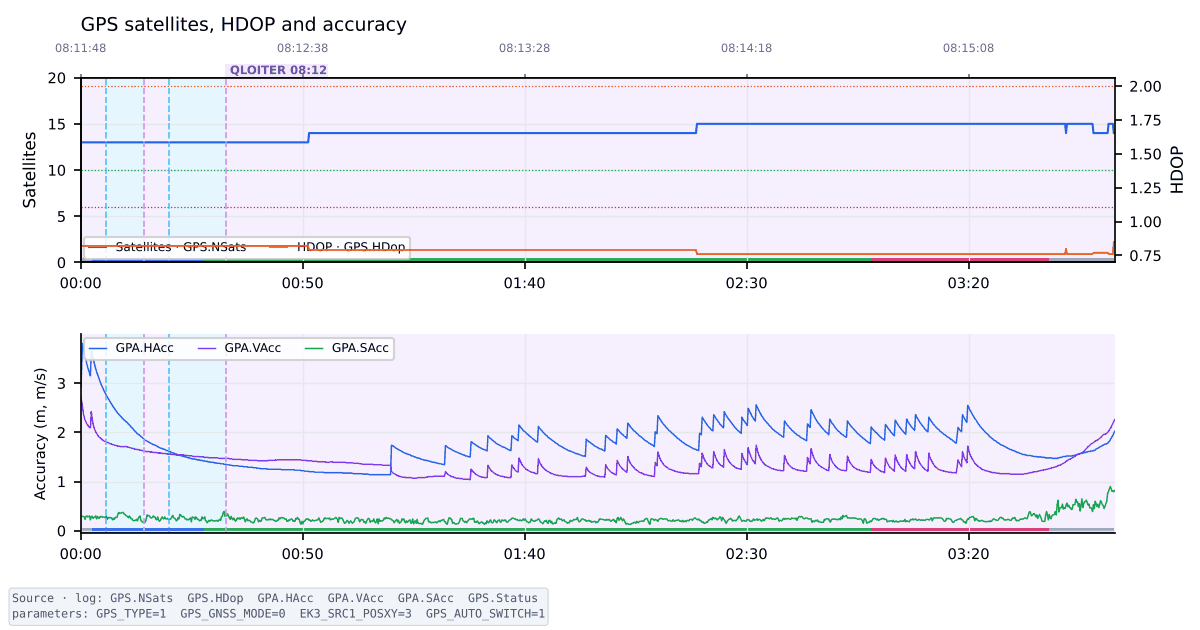 GPS satellites, HDOP and accuracy
08:11:48 08:12:38 08:13:28 08:14:18 08:15:08
QLOITER 08:12
20
15
10
5
0
Satellites
2.00
1.75
1.50
1.25
1.00
0.75
HDOP
Satellites · GPS.NSats HDOP · GPS.HDop
00:00 00:50 01:40 02:30 03:20
GPA.HAcc GPA.VAcc GPA.SAcc
3
2
1
0
Accuracy (m, m/s)
00:00 00:50 01:40 02:30 03:20
Source · log: GPS.NSats GPS.HDop GPA.HAcc GPA.VAcc GPA.SAcc GPS.Status
parameters: GPS_TYPE=1 GPS_GNSS_MODE=0 EK3_SRC1_POSXY=3 GPS_AUTO_SWITCH=1